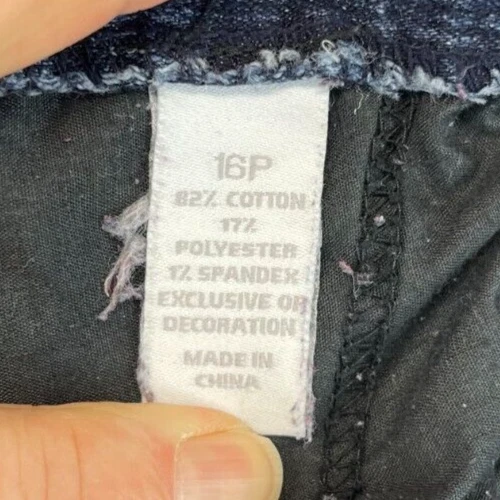 16P
82% COTTON
17%
POLYESTER
1% SPANDEX
EXCLUSIVE OF
DECORATION
MADE IN
CHINA